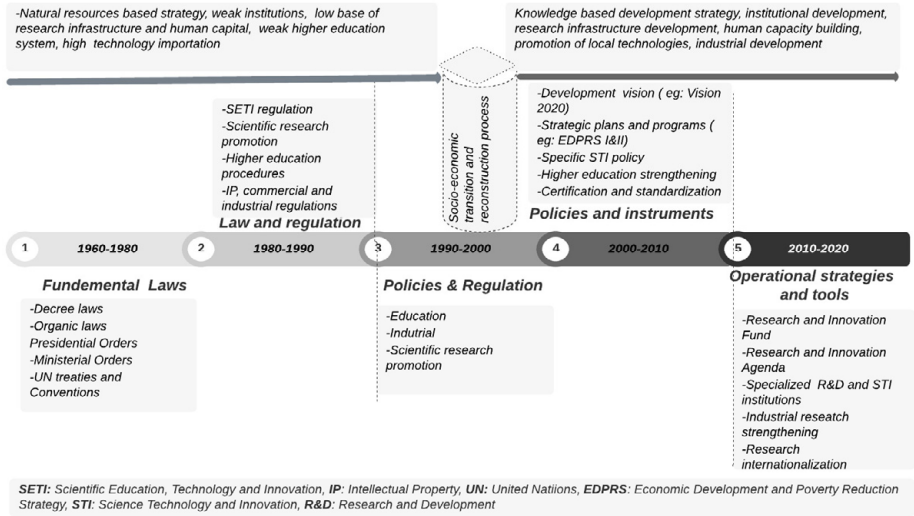 -Natural resources based strategy, weak institutions, low base of
research infrastructure and human capital, weak higher education
system, high technology importation
Knowledge based development strategy, institutional development,
research infrastructure development, human capacity building,
promotion of local technologies, industrial development
-SETI regulation
-Scientific research
promotion
-Higher education
procedures
-IP, commercial and
industrial regulations
Law and regulation
Socio-economic
transition and
reconstruction process
-Development vision ( eg: Vision
2020)
-Strategic plans and programs (
eg: EDPRS I&II)
-Specific STI policy
-Higher education strengthening
-Certification and standardization
Policies and instruments
1 1960-1980 2 1980-1990 3 1990-2000 4 2000-2010 5 2010-2020
Fundemental Laws
-Decree laws
-Organic laws
Presidential Orders
-Ministerial Orders
-UN treaties and
Conventions
Policies & Regulation
-Education
-Indutrial
-Scientific research
promotion
Operational strategies
and tools
-Research and Innovation
Fund
-Research and Innovation
Agenda
-Specialized R&D and STI
institutions
-Industrial reseatch
strengthening
-Research
internationalization
SETI: Scientific Education, Technology and Innovation, IP: Intellectual Property, UN: United Natiions, EDPRS: Economic Development and Poverty Reduction
Strategy, STI: Science Technology and Innovation, R&D: Research and Development